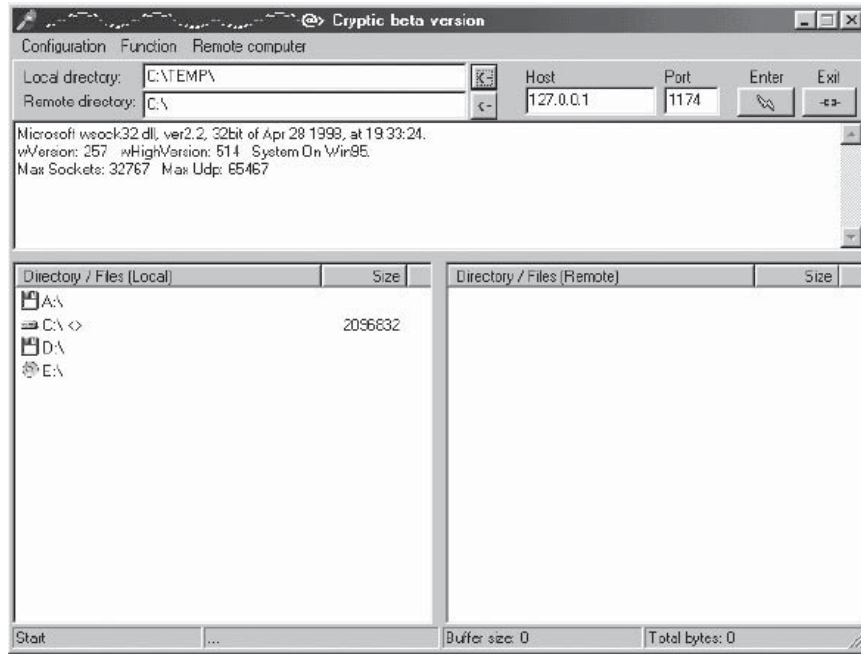 @> Cryptic beta version
Configuration Function Remote computer
Local directory: C:\TEMP\ <- Host Port Enter Exit
Remote directory: C:\ <- 127.0.0.1 1174
Microsoft wsock32 dll, ver2.2, 32bit of Apr 28 1998, at 19:33:24.
wVersion: 257 wHighVersion: 514 System On Win95.
Max Sockets: 32767 Max Udp: 65467
Directory / Files (Local) Size Directory / Files (Remote) Size
A:\
C:\ <> 2096832
D:\
E:\
Start ... Buffer size: 0 Total bytes: 0